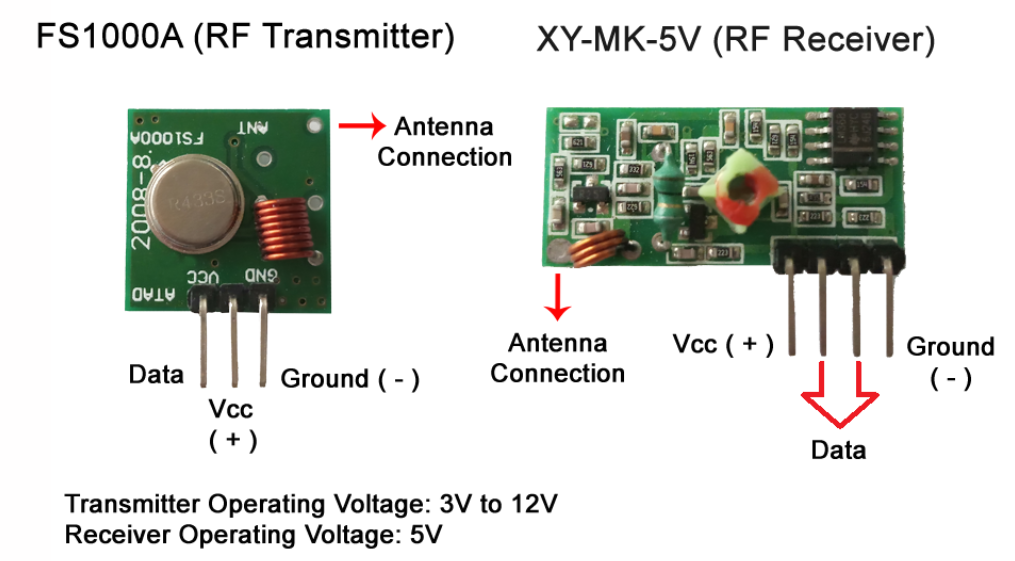 FS1000A (RF Transmitter)
XY-MK-5V (RF Receiver)
FS1000A
ANT
2008-8.
VCC
GND
ATAD
Antenna
Connection
Data
Vcc
( + )
Ground ( - )
Antenna
Connection
Vcc ( + )
Ground
( - )
Data
Transmitter Operating Voltage: 3V to 12V
Receiver Operating Voltage: 5V